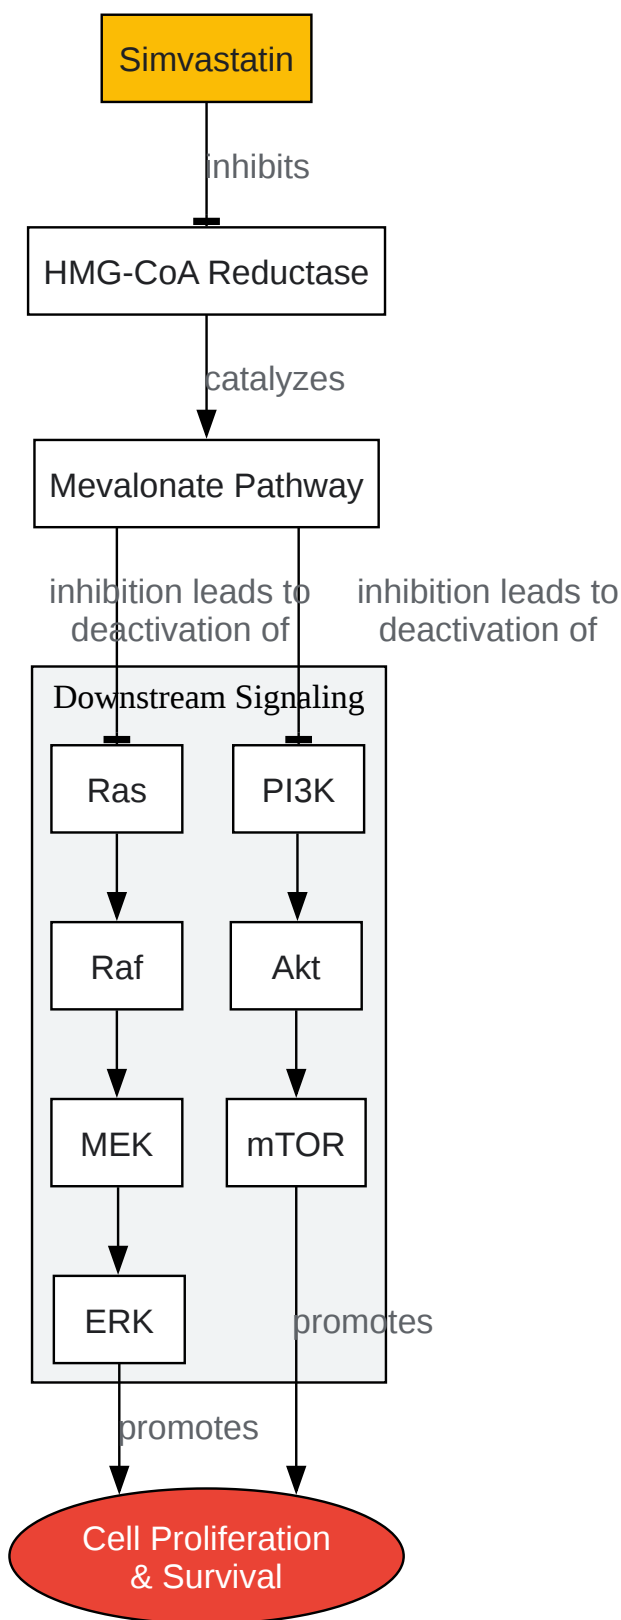 Simvastatin
inhibits
HMG-CoA Reductase
catalyzes
Mevalonate Pathway
inhibition leads to
deactivation of
inhibition leads to
deactivation of
Downstream Signaling
Ras
PI3K
Raf
Akt
MEK
mTOR
ERK
promotes
promotes
Cell Proliferation
& Survival